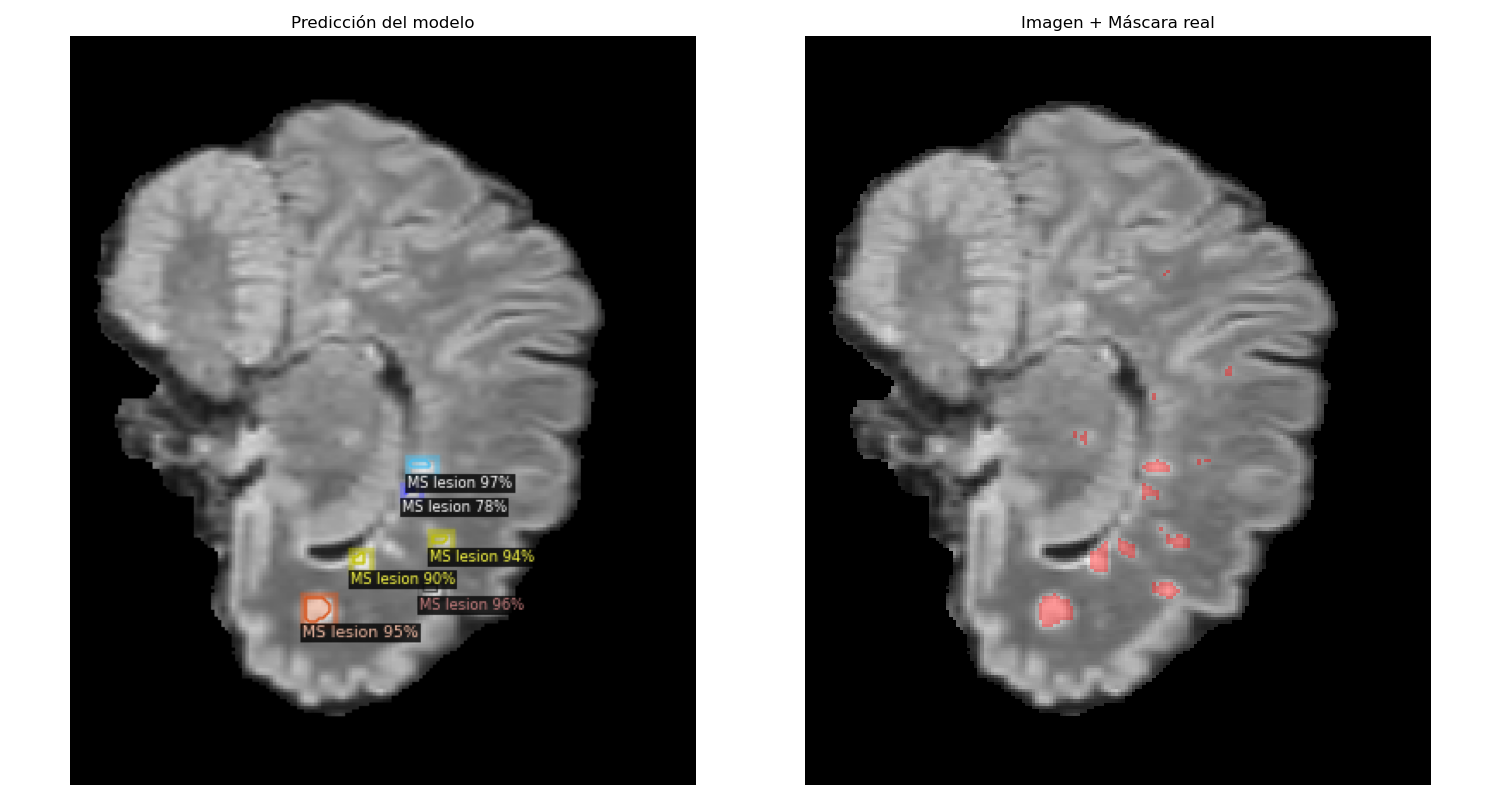 Predicción del modelo
Imagen + Máscara real
MS lesion 97%
MS lesion 78%
MS lesion 94%
MS lesion 90%
MS lesion 96%
MS lesion 95%